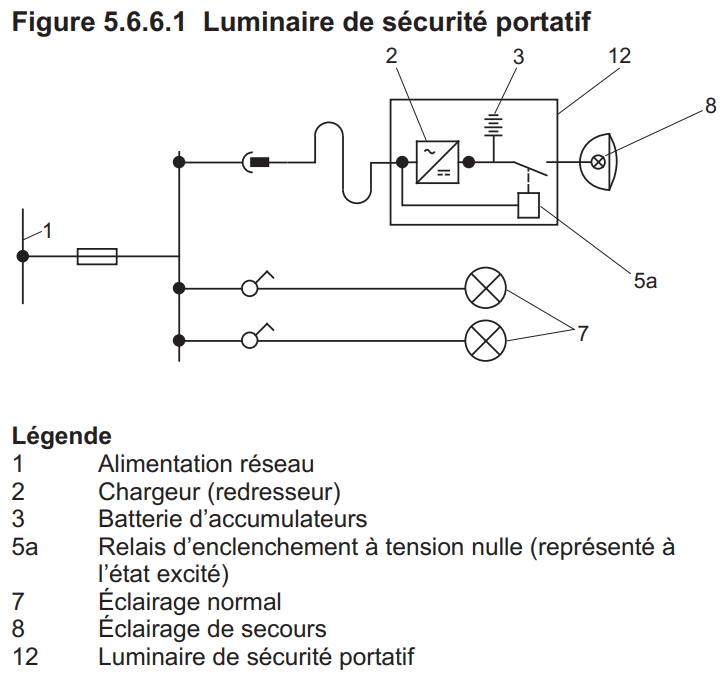 Figure 5.6.6.1 Luminaire de sécurité portatif
2 3 12
8
1
5a
7
Légende
1 Alimentation réseau
2 Chargeur (redresseur)
3 Batterie d’accumulateurs
5a Relais d’enclenchement à tension nulle (représenté à
l’état excité)
7 Éclairage normal
8 Éclairage de secours
12 Luminaire de sécurité portatif